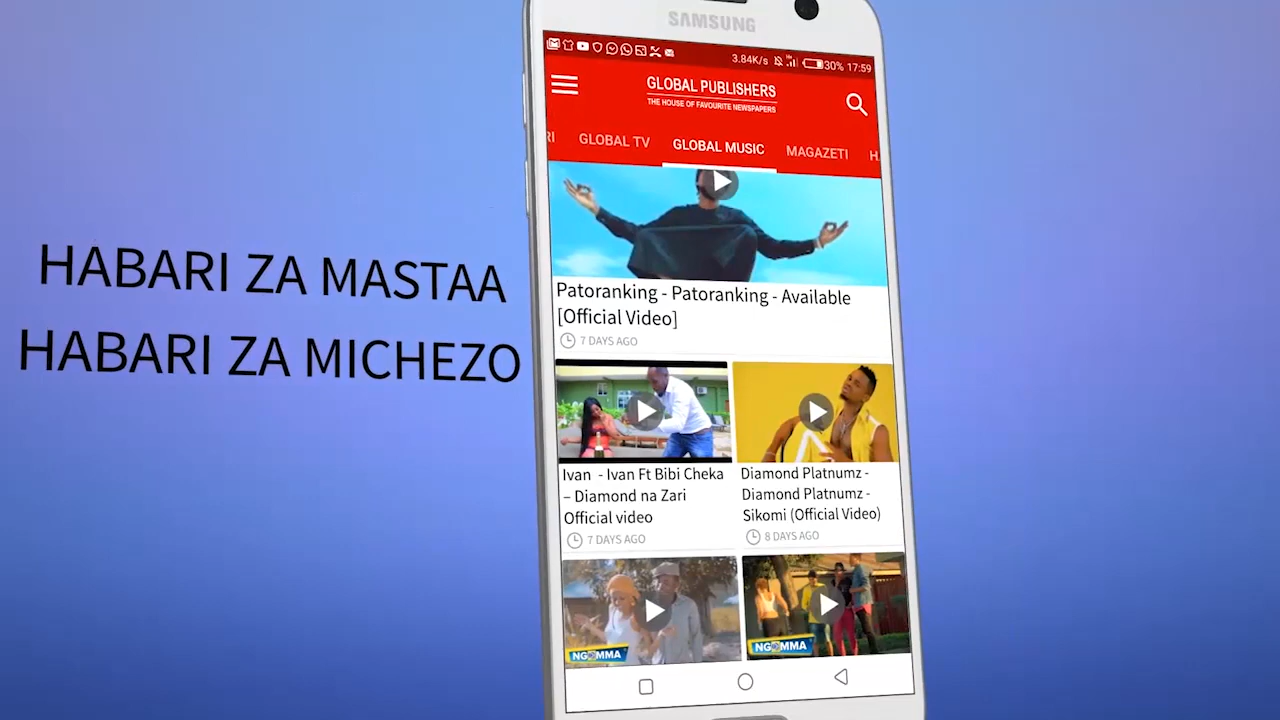 HABARI ZA MASTAA
HABARI ZA MICHEZO
SAMSUNG
3.84K/s 30% 17:59
GLOBAL PUBLISHERS
THE HOUSE OF FAVOURITE NEWSPAPERS
RI GLOBAL TV GLOBAL MUSIC MAGAZETI H
Patoranking - Patoranking - Available
[Official Video]
7 DAYS AGO
Ivan - Ivan Ft Bibi Cheka
– Diamond na Zari
Official video
7 DAYS AGO
Diamond Platnumz -
Diamond Platnumz -
Sikomi (Official Video)
8 DAYS AGO
NGOMMA
NGOMMA